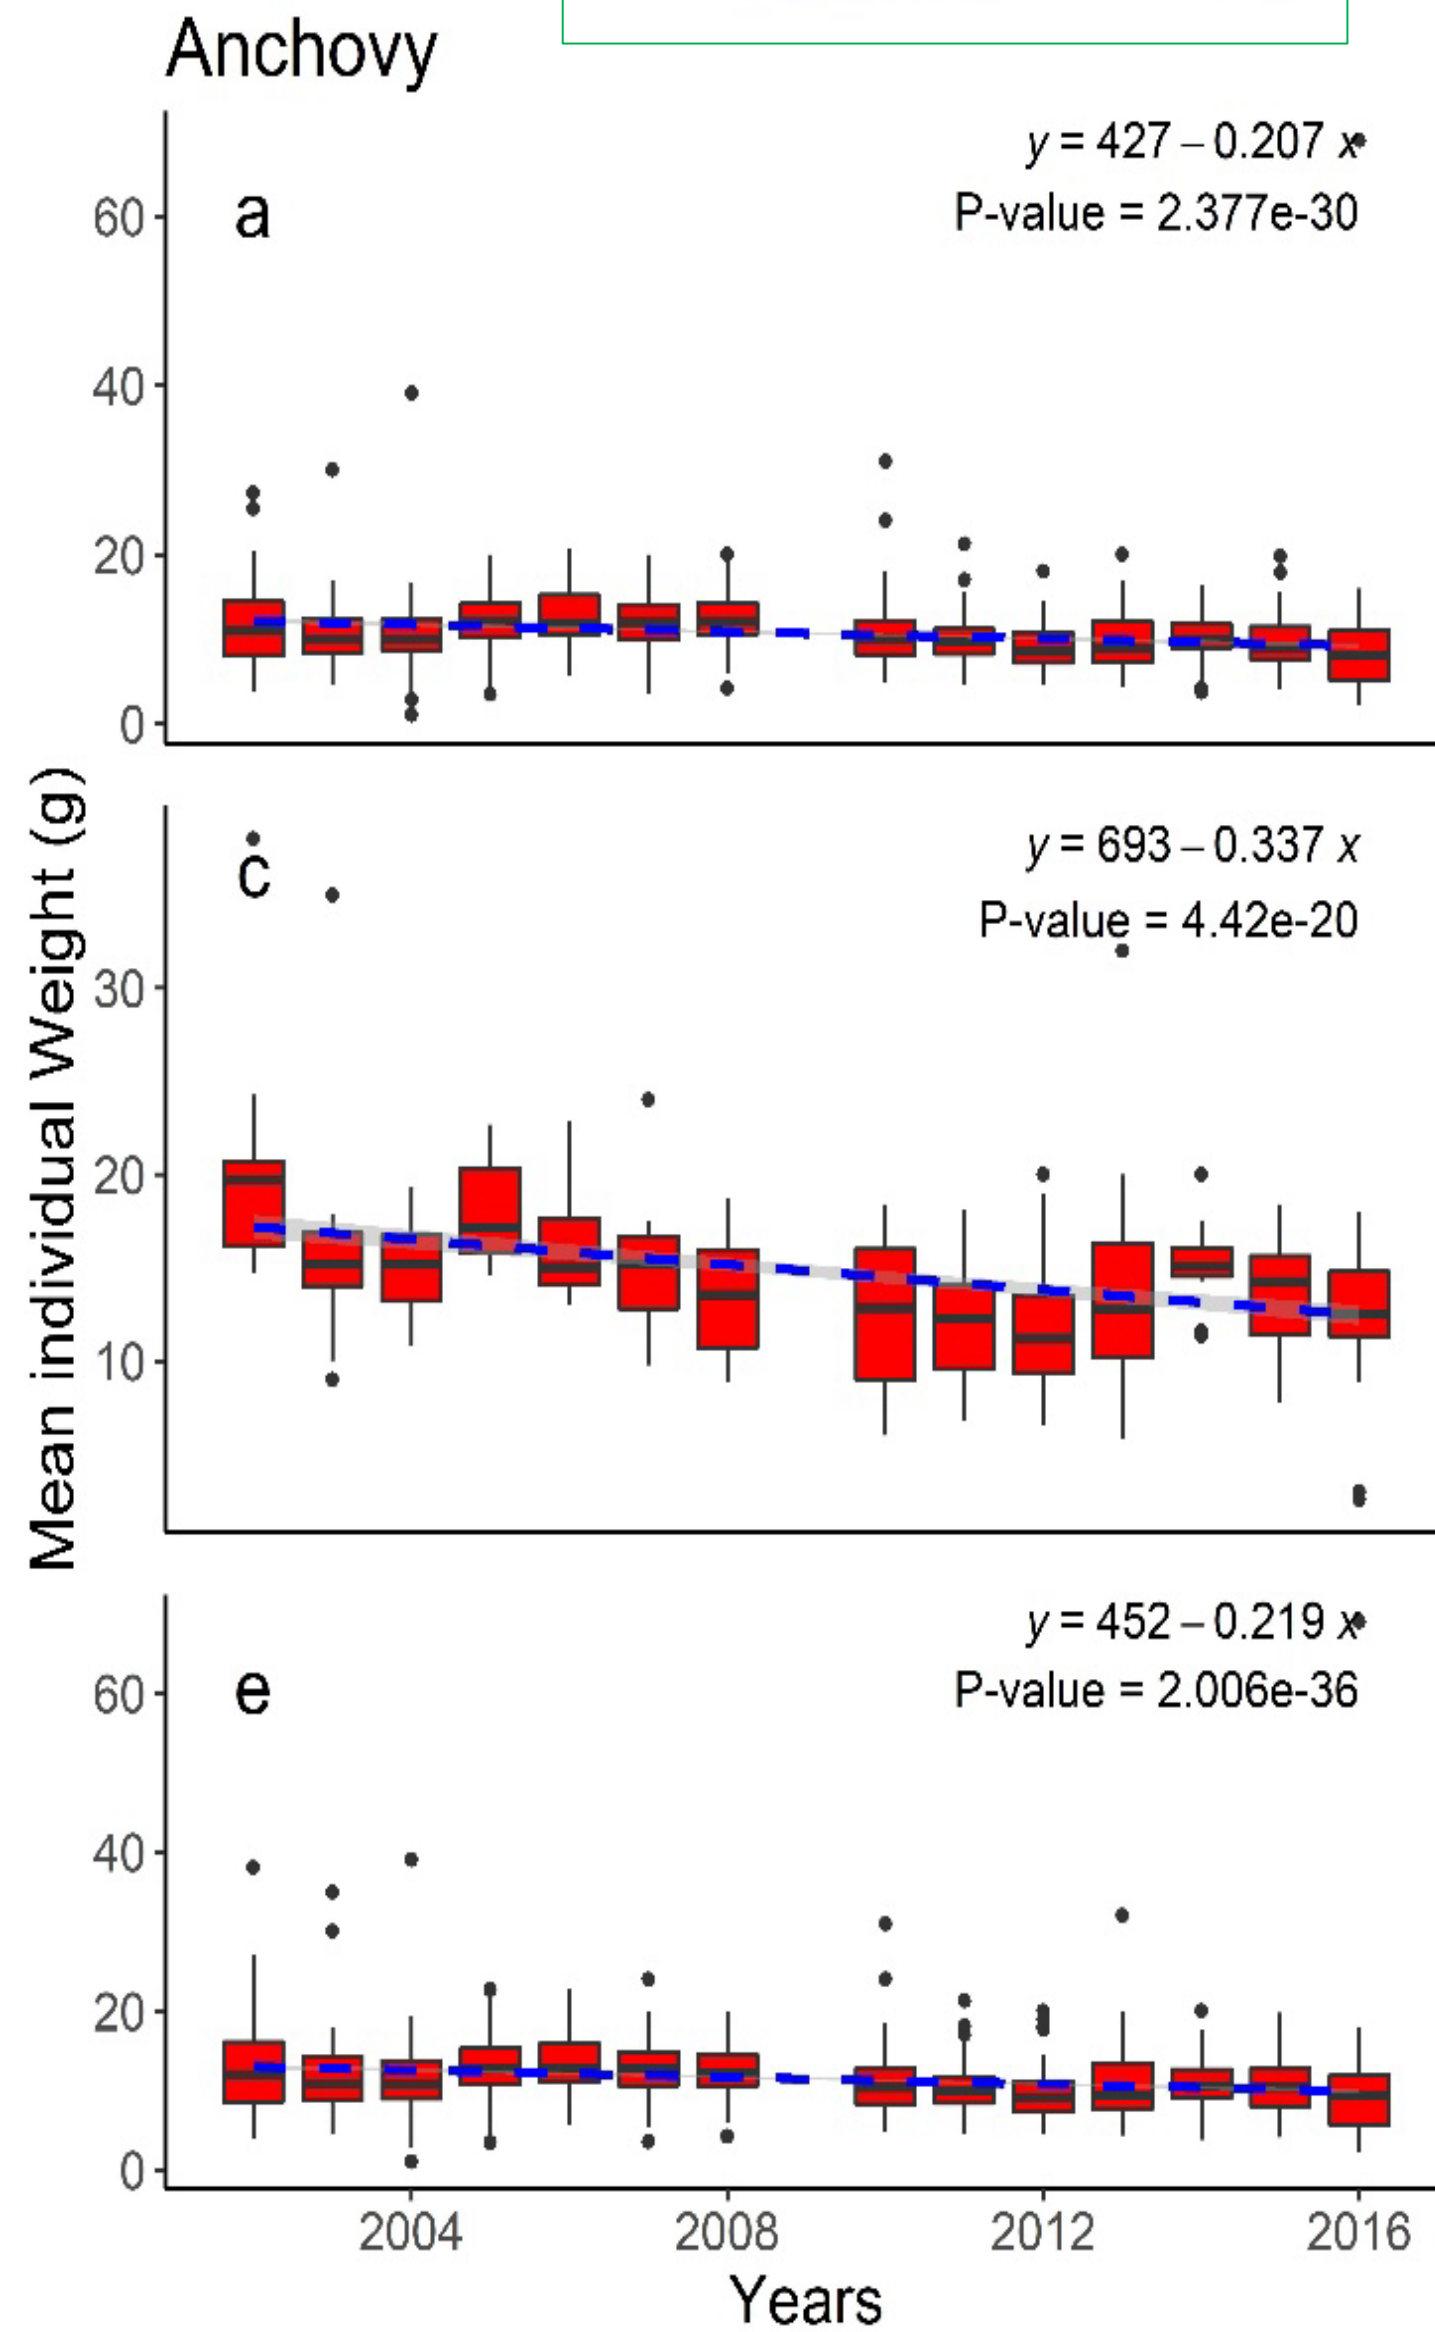 Anchovy
y = 427 – 0.207 x
P-value = 2.377e-30
a
60
40
20
0
Mean individual Weight (g)
y = 693 – 0.337 x
P-value = 4.42e-20
c
30
20
10
y = 452 – 0.219 x
P-value = 2.006e-36
e
60
40
20
0
2004 2008 2012 2016
Years